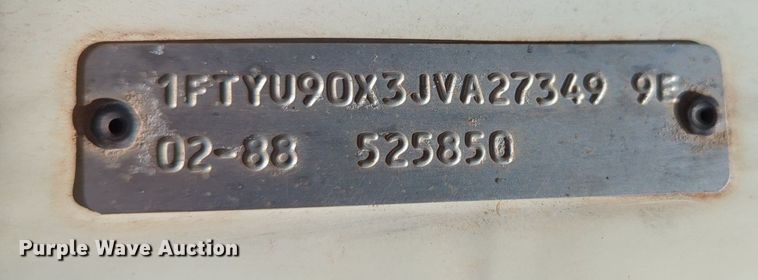 1FTYU90X3JVA27349 9E
02-88 525850
Purple Wave Auction